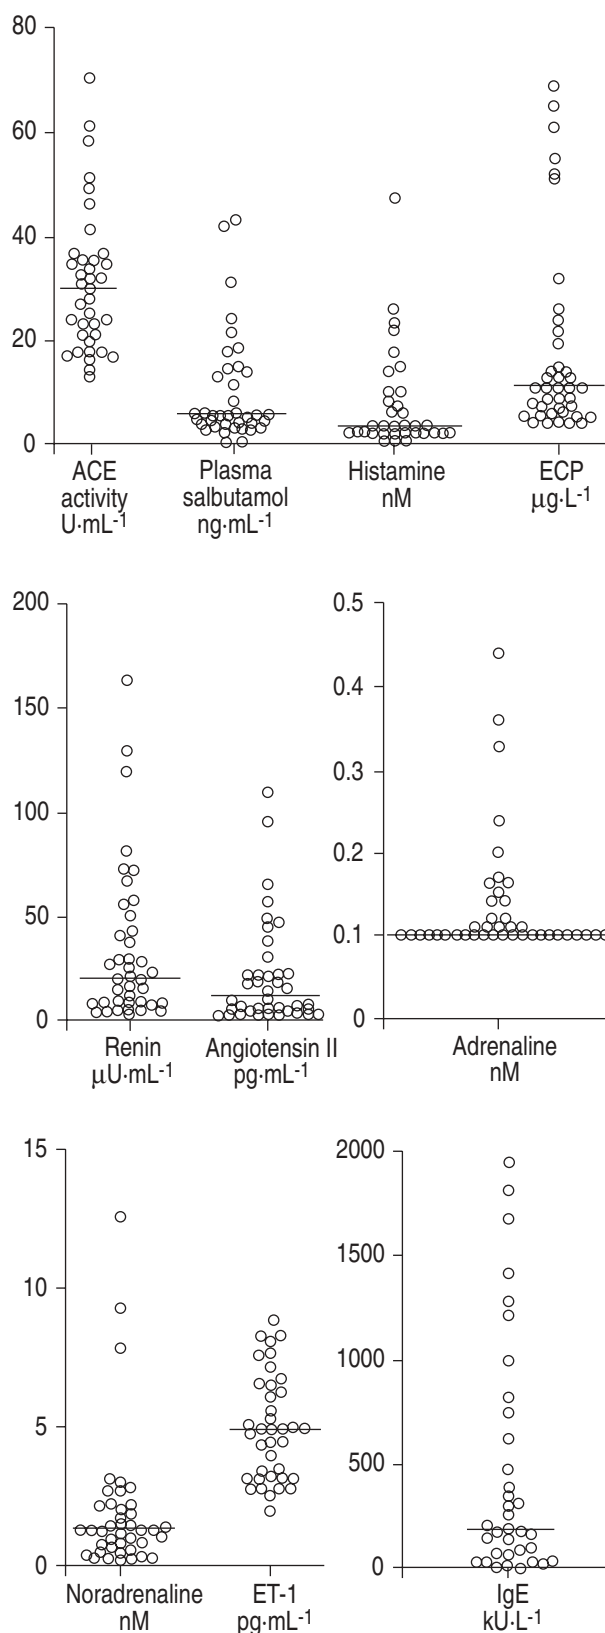 80
60
40
20
0
ACE
activity
U·mL-1
Plasma
salbutamol
ng·mL-1
Histamine
nM
ECP
µg·L-1
200
150
100
50
0
Renin
µU·mL-1
Angiotensin II
pg·mL-1
0.5
0.4
0.3
0.2
0.1
0
Adrenaline
nM
15
10
5
0
Noradrenaline
nM
ET-1
pg·mL-1
2000
1500
1000
500
0
IgE
kU·L-1